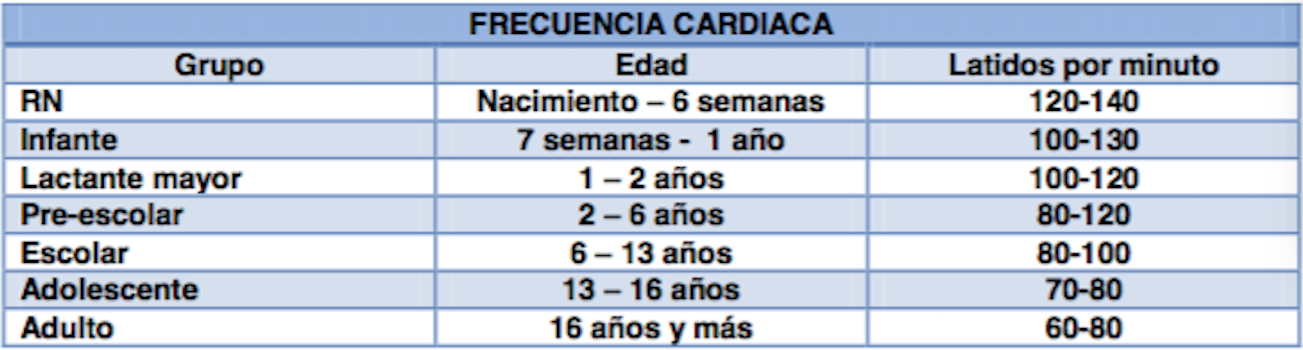 FRECUENCIA CARDIACA
Grupo Edad Latidos por minuto
RN Nacimiento – 6 semanas 120-140
Infante 7 semanas - 1 año 100-130
Lactante mayor 1 – 2 años 100-120
Pre-escolar 2 – 6 años 80-120
Escolar 6 – 13 años 80-100
Adolescente 13 – 16 años 70-80
Adulto 16 años y más 60-80